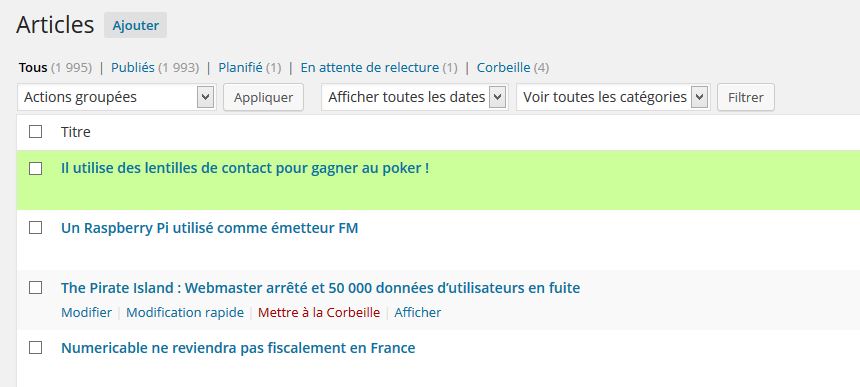 Articles Ajouter
Tous (1 995) | Publiés (1 993) | Planifié (1) | En attente de relecture (1) | Corbeille (4)
Actions groupées Appliquer Afficher toutes les dates Voir toutes les catégories Filtrer
Titre
Il utilise des lentilles de contact pour gagner au poker !
Un Raspberry Pi utilisé comme émetteur FM
The Pirate Island : Webmaster arrêté et 50 000 données d’utilisateurs en fuite
Modifier | Modification rapide | Mettre à la Corbeille | Afficher
Numericable ne reviendra pas fiscalement en France